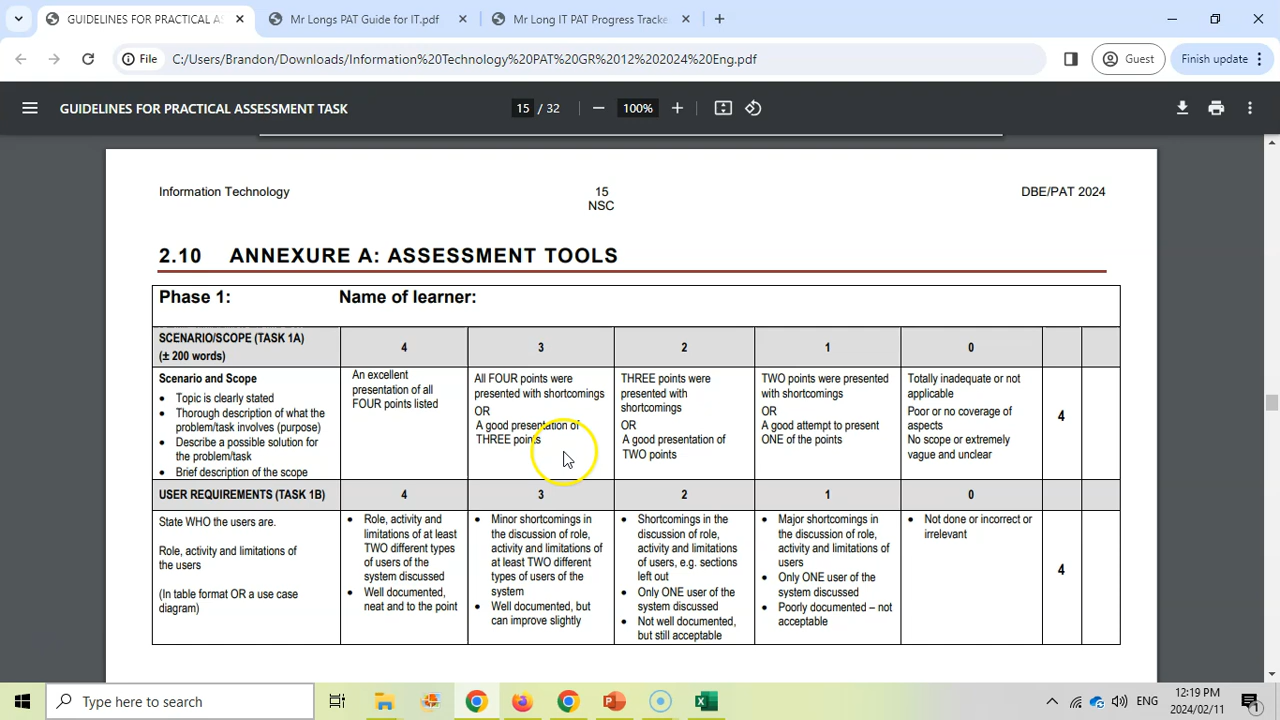 GUIDELINES FOR PRACTICAL AS
Mr Longs PAT Guide for IT.pdf
Mr Long IT PAT Progress Tracke
File
C:/Users/Brandon/Downloads/Information%20Technology%20PAT%20GR%2012%202024%20Eng.pdf
Guest
Finish update
GUIDELINES FOR PRACTICAL ASSESSMENT TASK
15 / 32
100%
Information Technology
15
NSC
DBE/PAT 2024
2.10 ANNEXURE A: ASSESSMENT TOOLS
Phase 1: Name of learner:
SCENARIO/SCOPE (TASK 1A)
(± 200 words)
4
3
2
1
0
Scenario and Scope
• Topic is clearly stated
• Thorough description of what the
problem/task involves (purpose)
• Describe a possible solution for
the problem/task
• Brief description of the scope
An excellent
presentation of all
FOUR points listed
All FOUR points were
presented with shortcomings
OR
A good presentation of
THREE points
THREE points were
presented with
shortcomings
OR
A good presentation of
TWO points
TWO points were presented
with shortcomings
OR
A good attempt to present
ONE of the points
Totally inadequate or not
applicable
Poor or no coverage of
aspects
No scope or extremely
vague and unclear
4
USER REQUIREMENTS (TASK 1B)
4
3
2
1
0
State WHO the users are.
Role, activity and limitations of
the users
(In table format OR a use case
diagram)
• Role, activity and
limitations of at least
TWO different types
of users of the
system discussed
• Well documented,
neat and to the point
• Minor shortcomings in
the discussion of role,
activity and limitations of
at least TWO different
types of users of the
system
• Well documented, but
can improve slightly
• Shortcomings in the
discussion of role,
activity and limitations
of users, e.g. sections
left out
• Only ONE user of the
system discussed
• Not well documented,
but still acceptable
• Major shortcomings in
the discussion of role,
activity and limitations of
users
• Only ONE user of the
system discussed
• Poorly documented – not
acceptable
• Not done or incorrect or
irrelevant
4
Type here to search
ENG
12:19 PM
2024/02/11